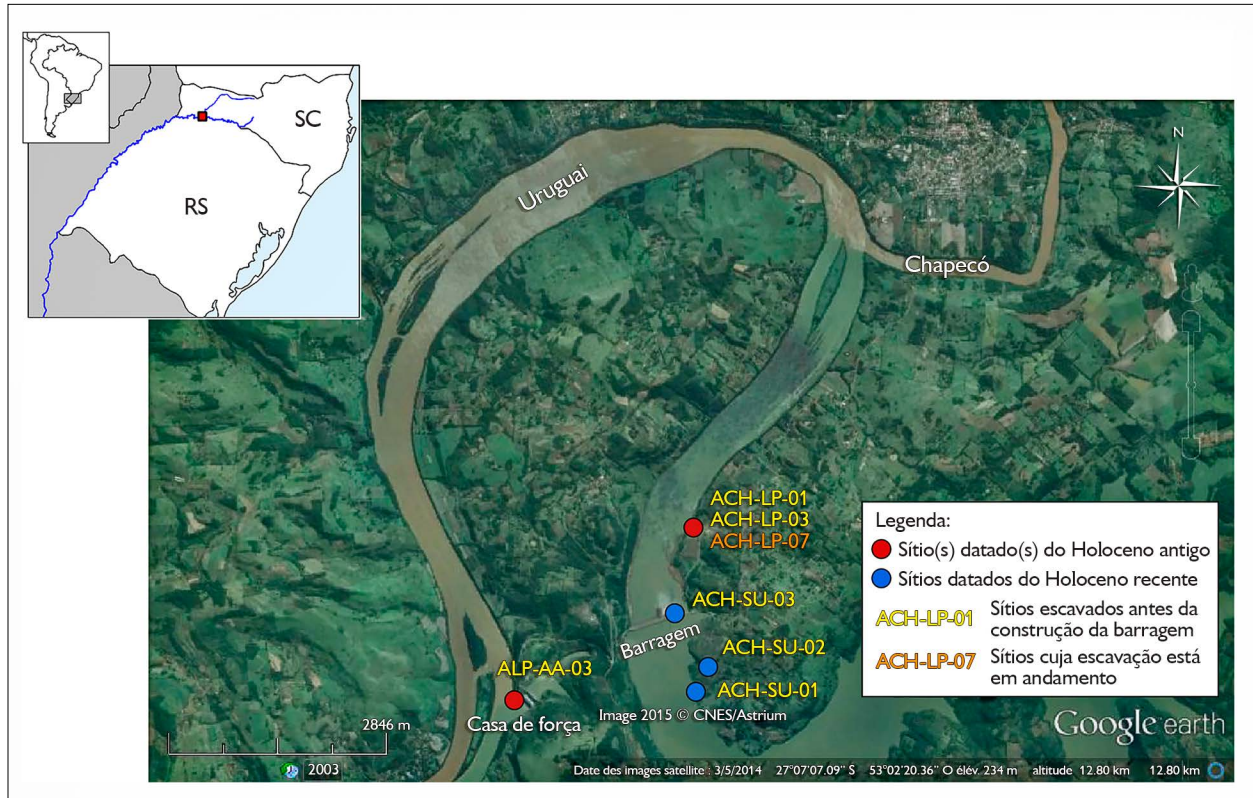 SC
RS
N
Uruguai
Chapecó
ACH-LP-01
ACH-LP-03
ACH-LP-07
ACH-SU-03
Barragem
ACH-SU-02
ACH-SU-01
ALP-AA-03
Casa de força
Image 2015 © CNES/Astrium
Legenda:
Sítio(s) datado(s) do Holoceno antigo
Sítios datados do Holoceno recente
ACH-LP-01 Sítios escavados antes da
construção da barragem
ACH-LP-07 Sítios cuja escavação está
em andamento
Google earth
2846 m
2003
Date des images satellite : 3/5/2014 27°07'07.09" S 53°02'20.36" O élév. 234 m altitude 12.80 km 12.80 km